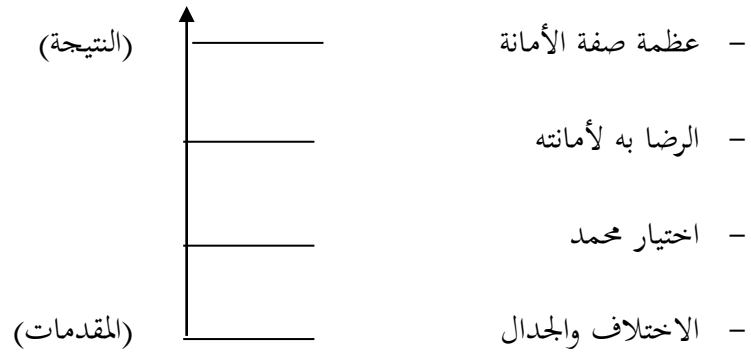 - عظمة صفة الأمانة (النتيجة)
- الرضا به لأمانته
- اختيار محمد
- الاختلاف والجدال (المقدمات)